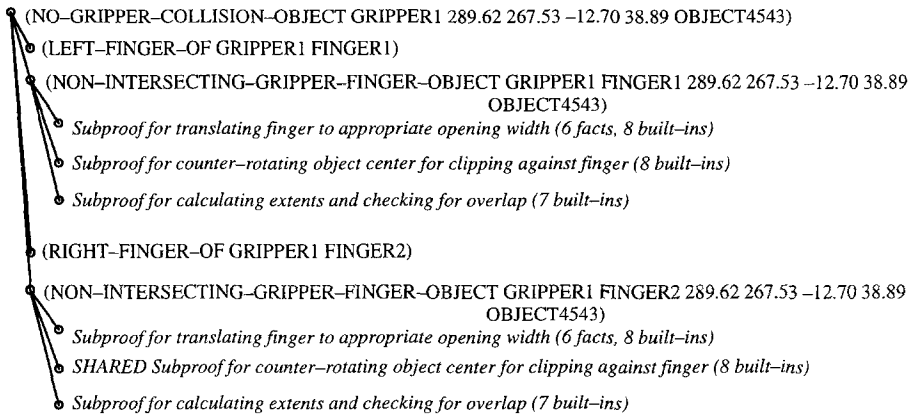 (NO–GRIPPER–COLLISION–OBJECT GRIPPER1 289.62 267.53 –12.70 38.89 OBJECT4543)
(LEFT–FINGER–OF GRIPPER1 FINGER1)
(NON–INTERSECTING–GRIPPER–FINGER–OBJECT GRIPPER1 FINGER1 289.62 267.53 –12.70 38.89
OBJECT4543)
Subproof for translating finger to appropriate opening width (6 facts, 8 built–ins)
Subproof for counter–rotating object center for clipping against finger (8 built–ins)
Subproof for calculating extents and checking for overlap (7 built–ins)
(RIGHT–FINGER–OF GRIPPER1 FINGER2)
(NON–INTERSECTING–GRIPPER–FINGER–OBJECT GRIPPER1 FINGER2 289.62 267.53 –12.70 38.89
OBJECT4543)
Subproof for translating finger to appropriate opening width (6 facts, 8 built–ins)
SHARED Subproof for counter–rotating object center for clipping against finger (8 built–ins)
Subproof for calculating extents and checking for overlap (7 built–ins)